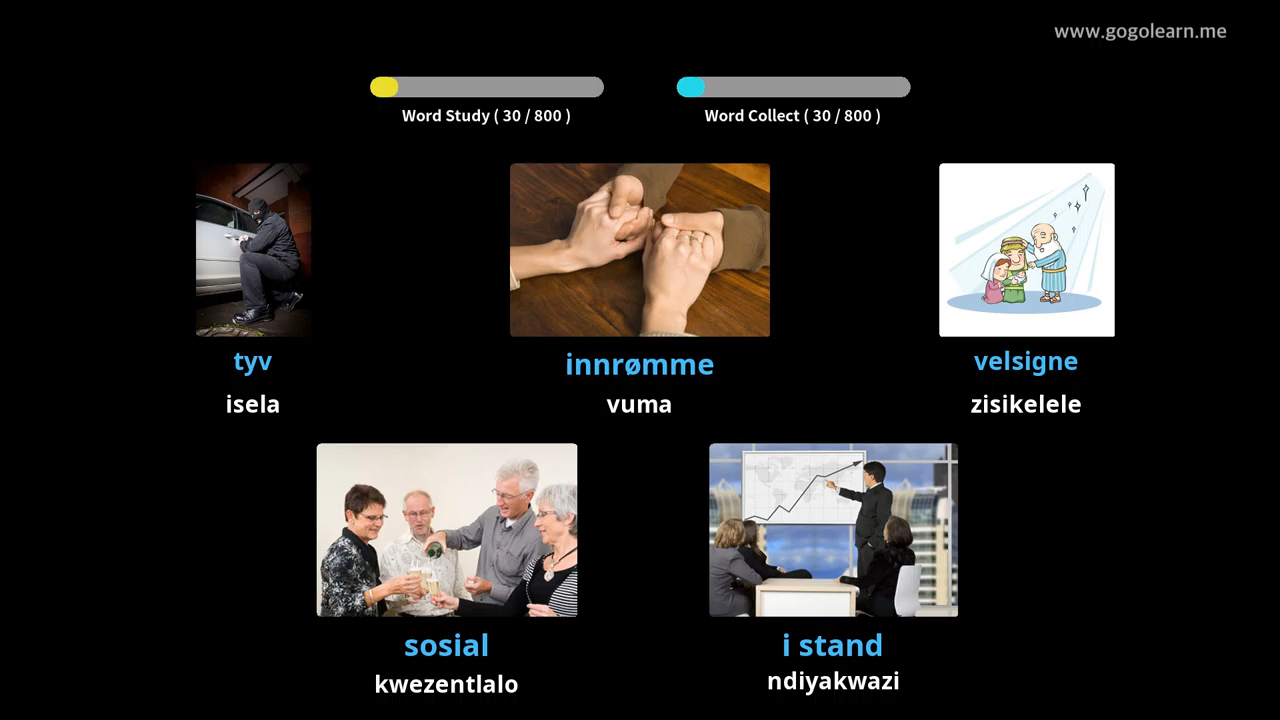 www.gogolearn.me
Word Study ( 30 / 800 )
Word Collect ( 30 / 800 )
tyv
isela
innrømme
vuma
velsigne
zisikelele
sosial
kwezentlalo
i stand
ndiyakwazi